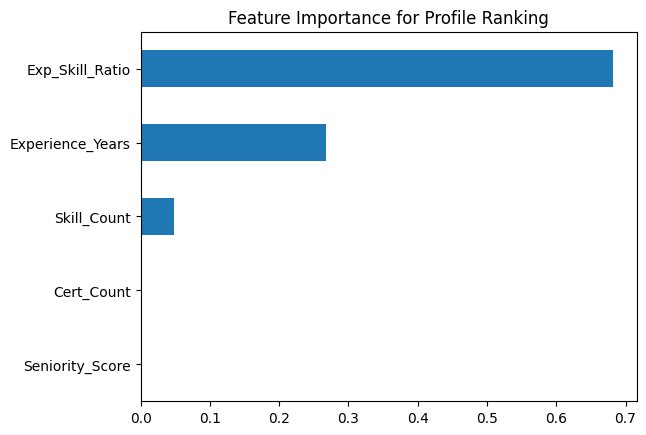 Feature Importance for Profile Ranking
Exp_Skill_Ratio
Experience_Years
Skill_Count
Cert_Count
Seniority_Score
0.0 0.1 0.2 0.3 0.4 0.5 0.6 0.7